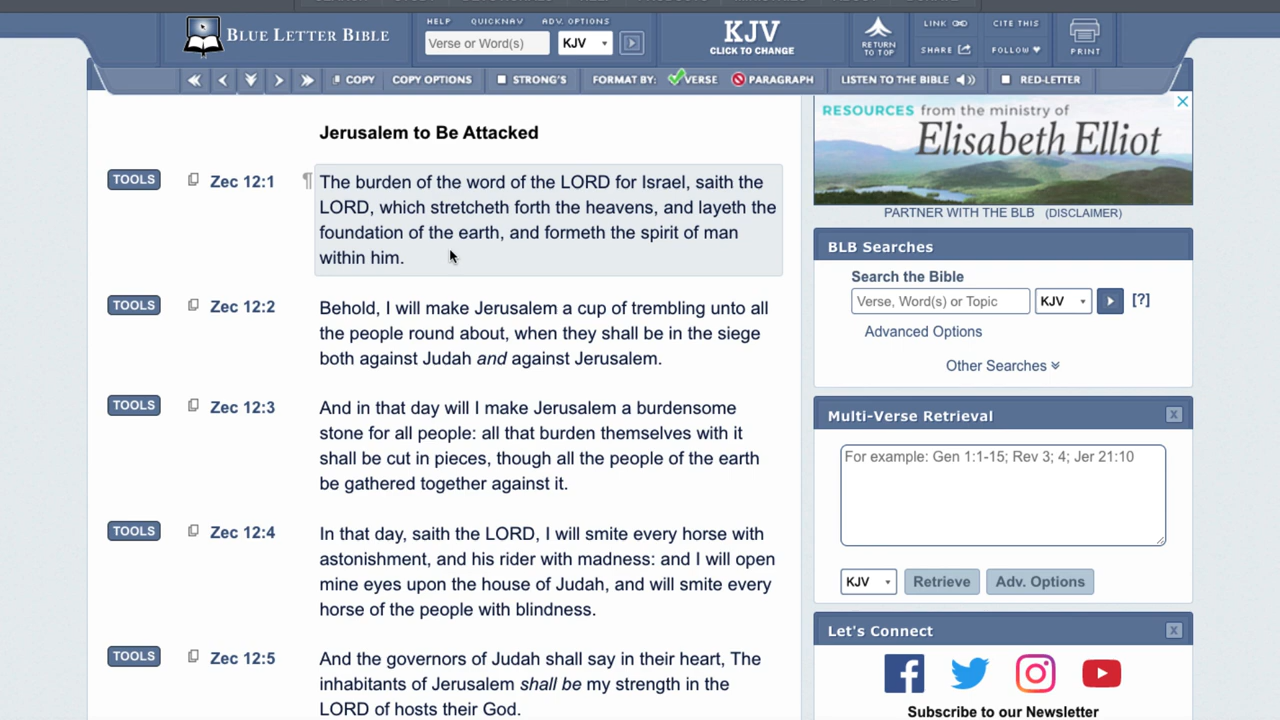 HELP QUICKNAV ADV. OPTIONS
BLUE LETTER BIBLE
Verse or Word(s)
KJV
KJV
CLICK TO CHANGE
RETURN
TO TOP
LINK
SHARE
CITE THIS
FOLLOW
PRINT
COPY COPY OPTIONS STRONG'S FORMAT BY: VERSE PARAGRAPH LISTEN TO THE BIBLE RED-LETTER
Jerusalem to Be Attacked
TOOLS Zec 12:1 ¶ The burden of the word of the LORD for Israel, saith the
LORD, which stretcheth forth the heavens, and layeth the
foundation of the earth, and formeth the spirit of man
within him.
TOOLS Zec 12:2 Behold, I will make Jerusalem a cup of trembling unto all
the people round about, when they shall be in the siege
both against Judah and against Jerusalem.
TOOLS Zec 12:3 And in that day will I make Jerusalem a burdensome
stone for all people: all that burden themselves with it
shall be cut in pieces, though all the people of the earth
be gathered together against it.
TOOLS Zec 12:4 In that day, saith the LORD, I will smite every horse with
astonishment, and his rider with madness: and I will open
mine eyes upon the house of Judah, and will smite every
horse of the people with blindness.
TOOLS Zec 12:5 And the governors of Judah shall say in their heart, The
inhabitants of Jerusalem shall be my strength in the
LORD of hosts their God.
RESOURCES from the ministry of
Elisabeth Elliot
PARTNER WITH THE BLB (DISCLAIMER)
BLB Searches
Search the Bible
Verse, Word(s) or Topic KJV [?]
Advanced Options
Other Searches
Multi-Verse Retrieval X
For example: Gen 1:1-15; Rev 3; 4; Jer 21:10
KJV Retrieve Adv. Options
Let's Connect X
Subscribe to our Newsletter